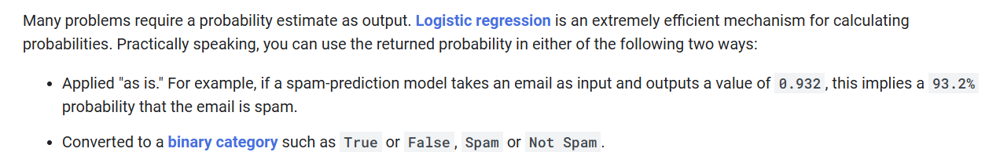 Many problems require a probability estimate as output. Logistic regression is an extremely efficient mechanism for calculating
probabilities. Practically speaking, you can use the returned probability in either of the following two ways:
• Applied "as is." For example, if a spam-prediction model takes an email as input and outputs a value of 0.932, this implies a 93.2%
probability that the email is spam.
• Converted to a binary category such as True or False, Spam or Not Spam.